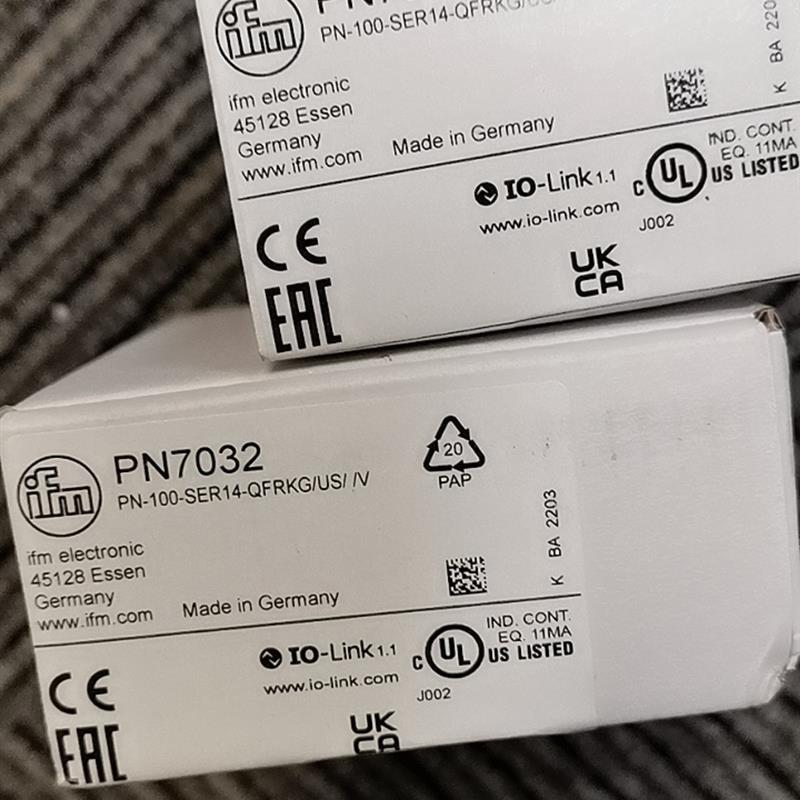 ifm
PN-100-SER14-QFRKG/US/
ifm electronic
45128 Essen
Germany
www.ifm.com
Made in Germany
K BA 220
IO-Link 1.1
www.io-link.com
C UL US LISTED
IND. CONT.
EQ. 11MA
J002
CE
EAC
UK
CA
ifm
PN7032
PN-100-SER14-QFRKG/US/ /V
20
PAP
ifm electronic
45128 Essen
Germany
www.ifm.com
Made in Germany
K BA 2203
IO-Link 1.1
www.io-link.com
C UL US LISTED
IND. CONT.
EQ. 11MA
J002
CE
EAC
UK
CA